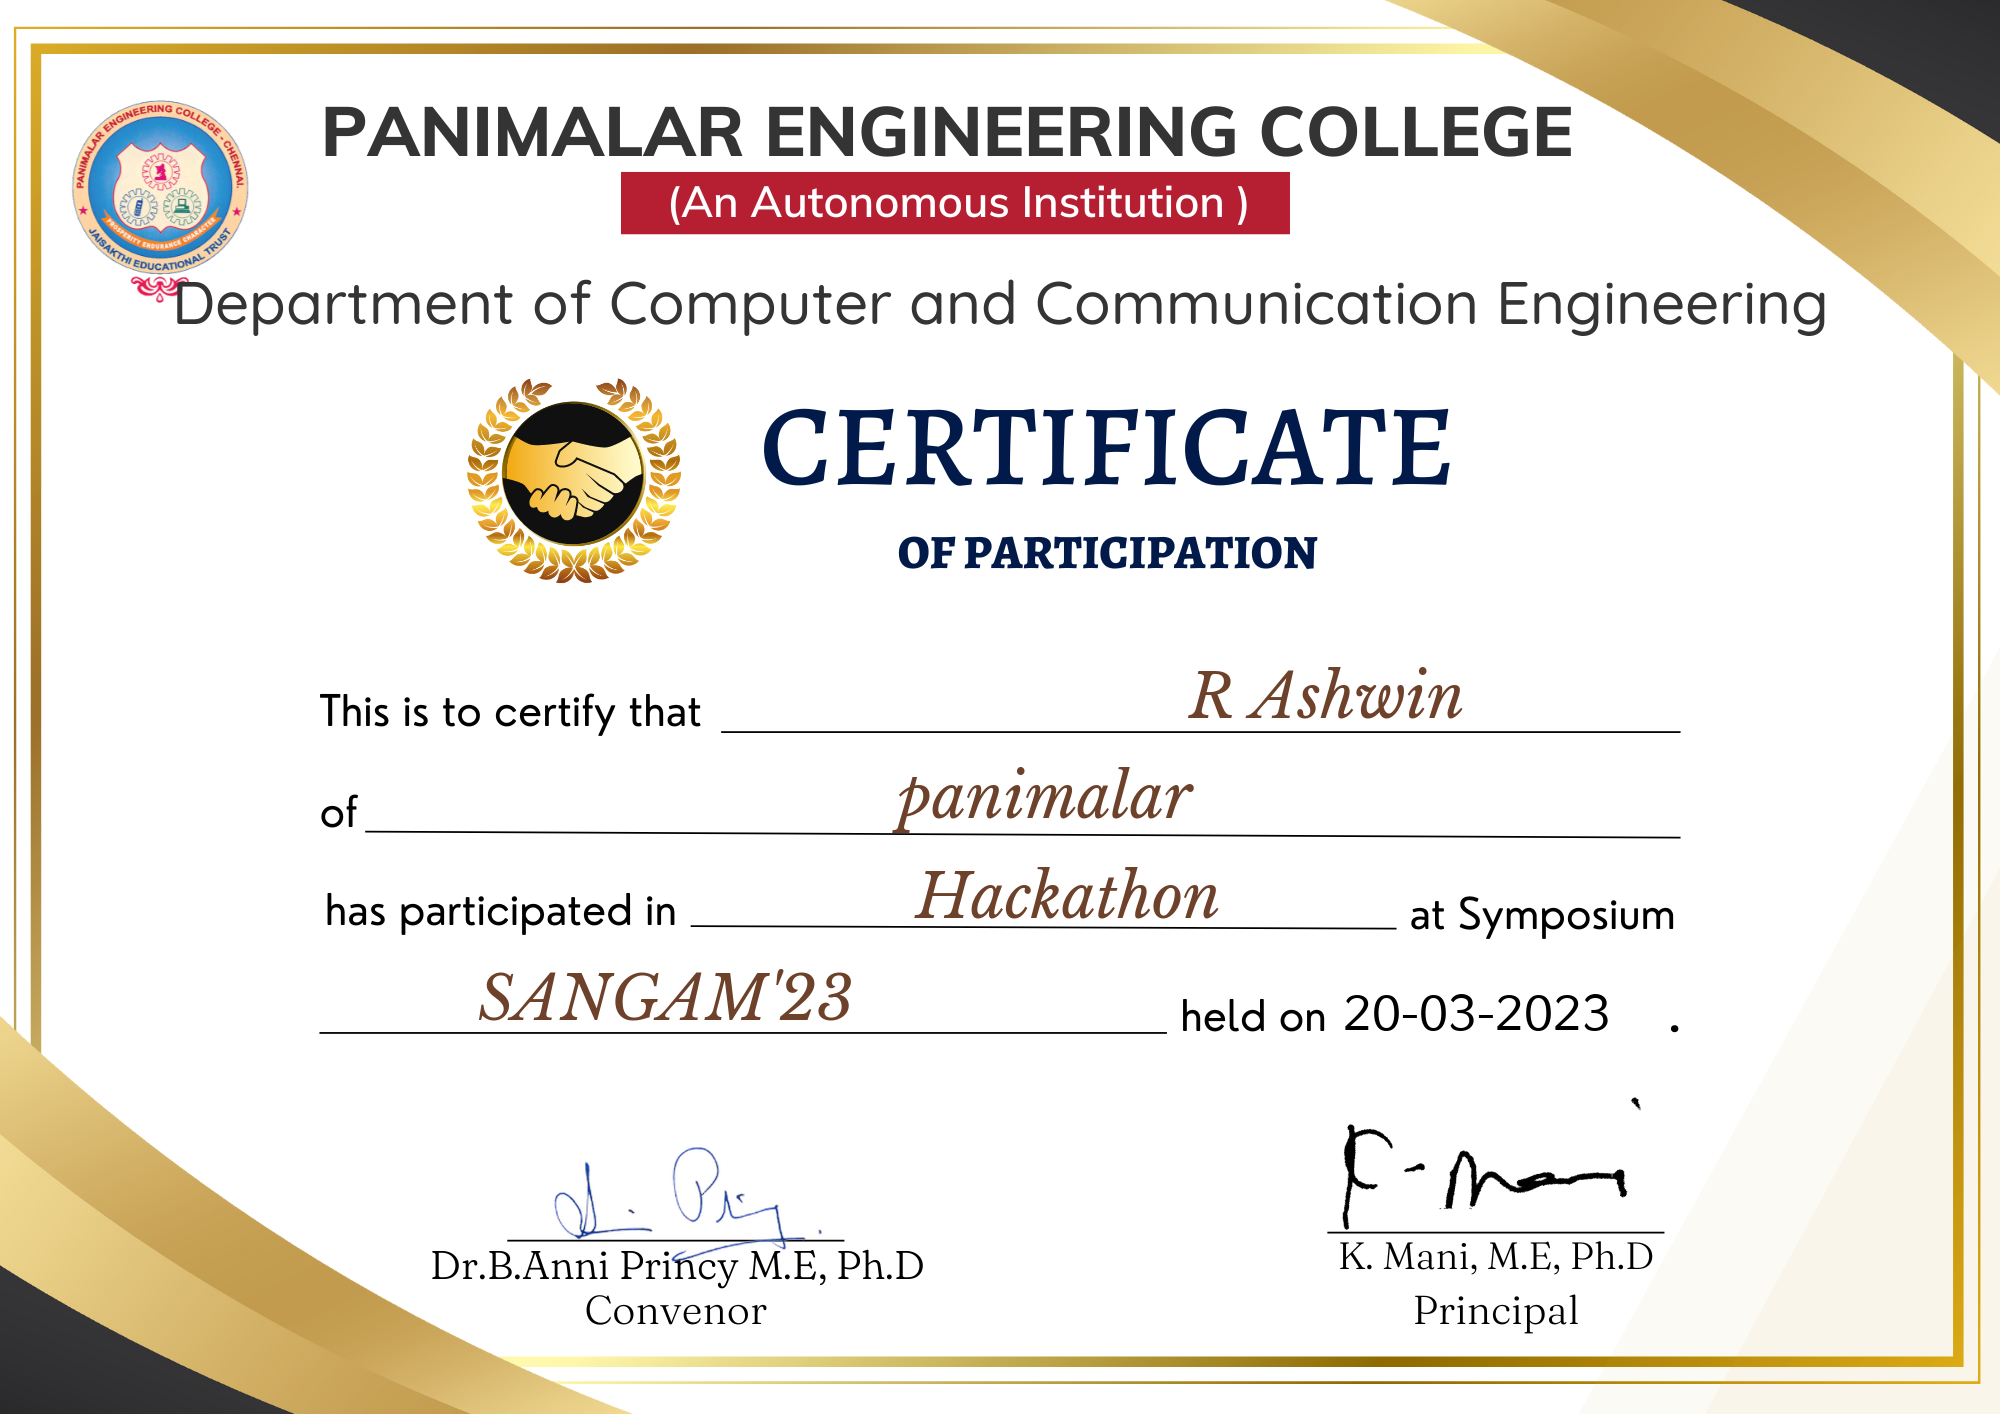 PANIMALAR ENGINEERING COLLEGE - CHENNAI.
PROSPERITY ENDURANCE CHARACTER
JAISAKTHI EDUCATIONAL TRUST
PANIMALAR ENGINEERING COLLEGE
(An Autonomous Institution )
Department of Computer and Communication Engineering
CERTIFICATE
OF PARTICIPATION
This is to certify that R Ashwin
of panimalar
has participated in Hackathon at Symposium
SANGAM'23 held on 20-03-2023 .
K-Mani
Dr.B.Anni Princy M.E, Ph.D
K. Mani, M.E, Ph.D
Convenor
Principal